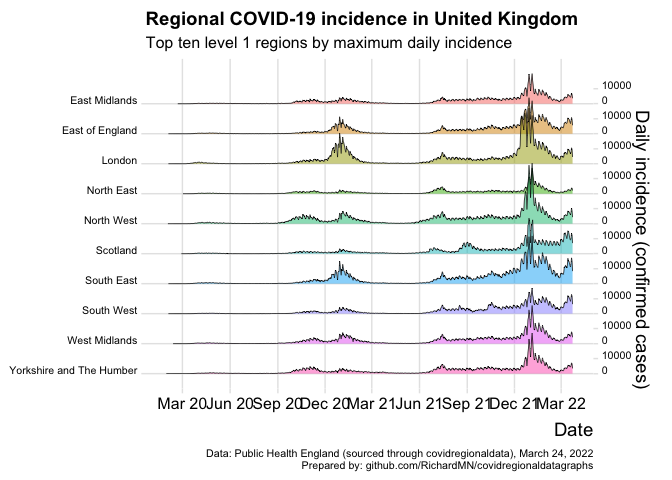 Regional COVID-19 incidence in United Kingdom
Top ten level 1 regions by maximum daily incidence
East Midlands
10000
0
East of England
10000
0
London
10000
0
North East
10000
0
North West
10000
0
Scotland
10000
0
South East
10000
0
South West
10000
0
West Midlands
10000
0
Yorkshire and The Humber
10000
0
Daily incidence (confirmed cases)
Mar 20 Jun 20 Sep 20 Dec 20 Mar 21 Jun 21 Sep 21 Dec 21 Mar 22
Date
Data: Public Health England (sourced through covidregionaldata), March 24, 2022
Prepared by: github.com/RichardMN/covidregionaldatagraphs